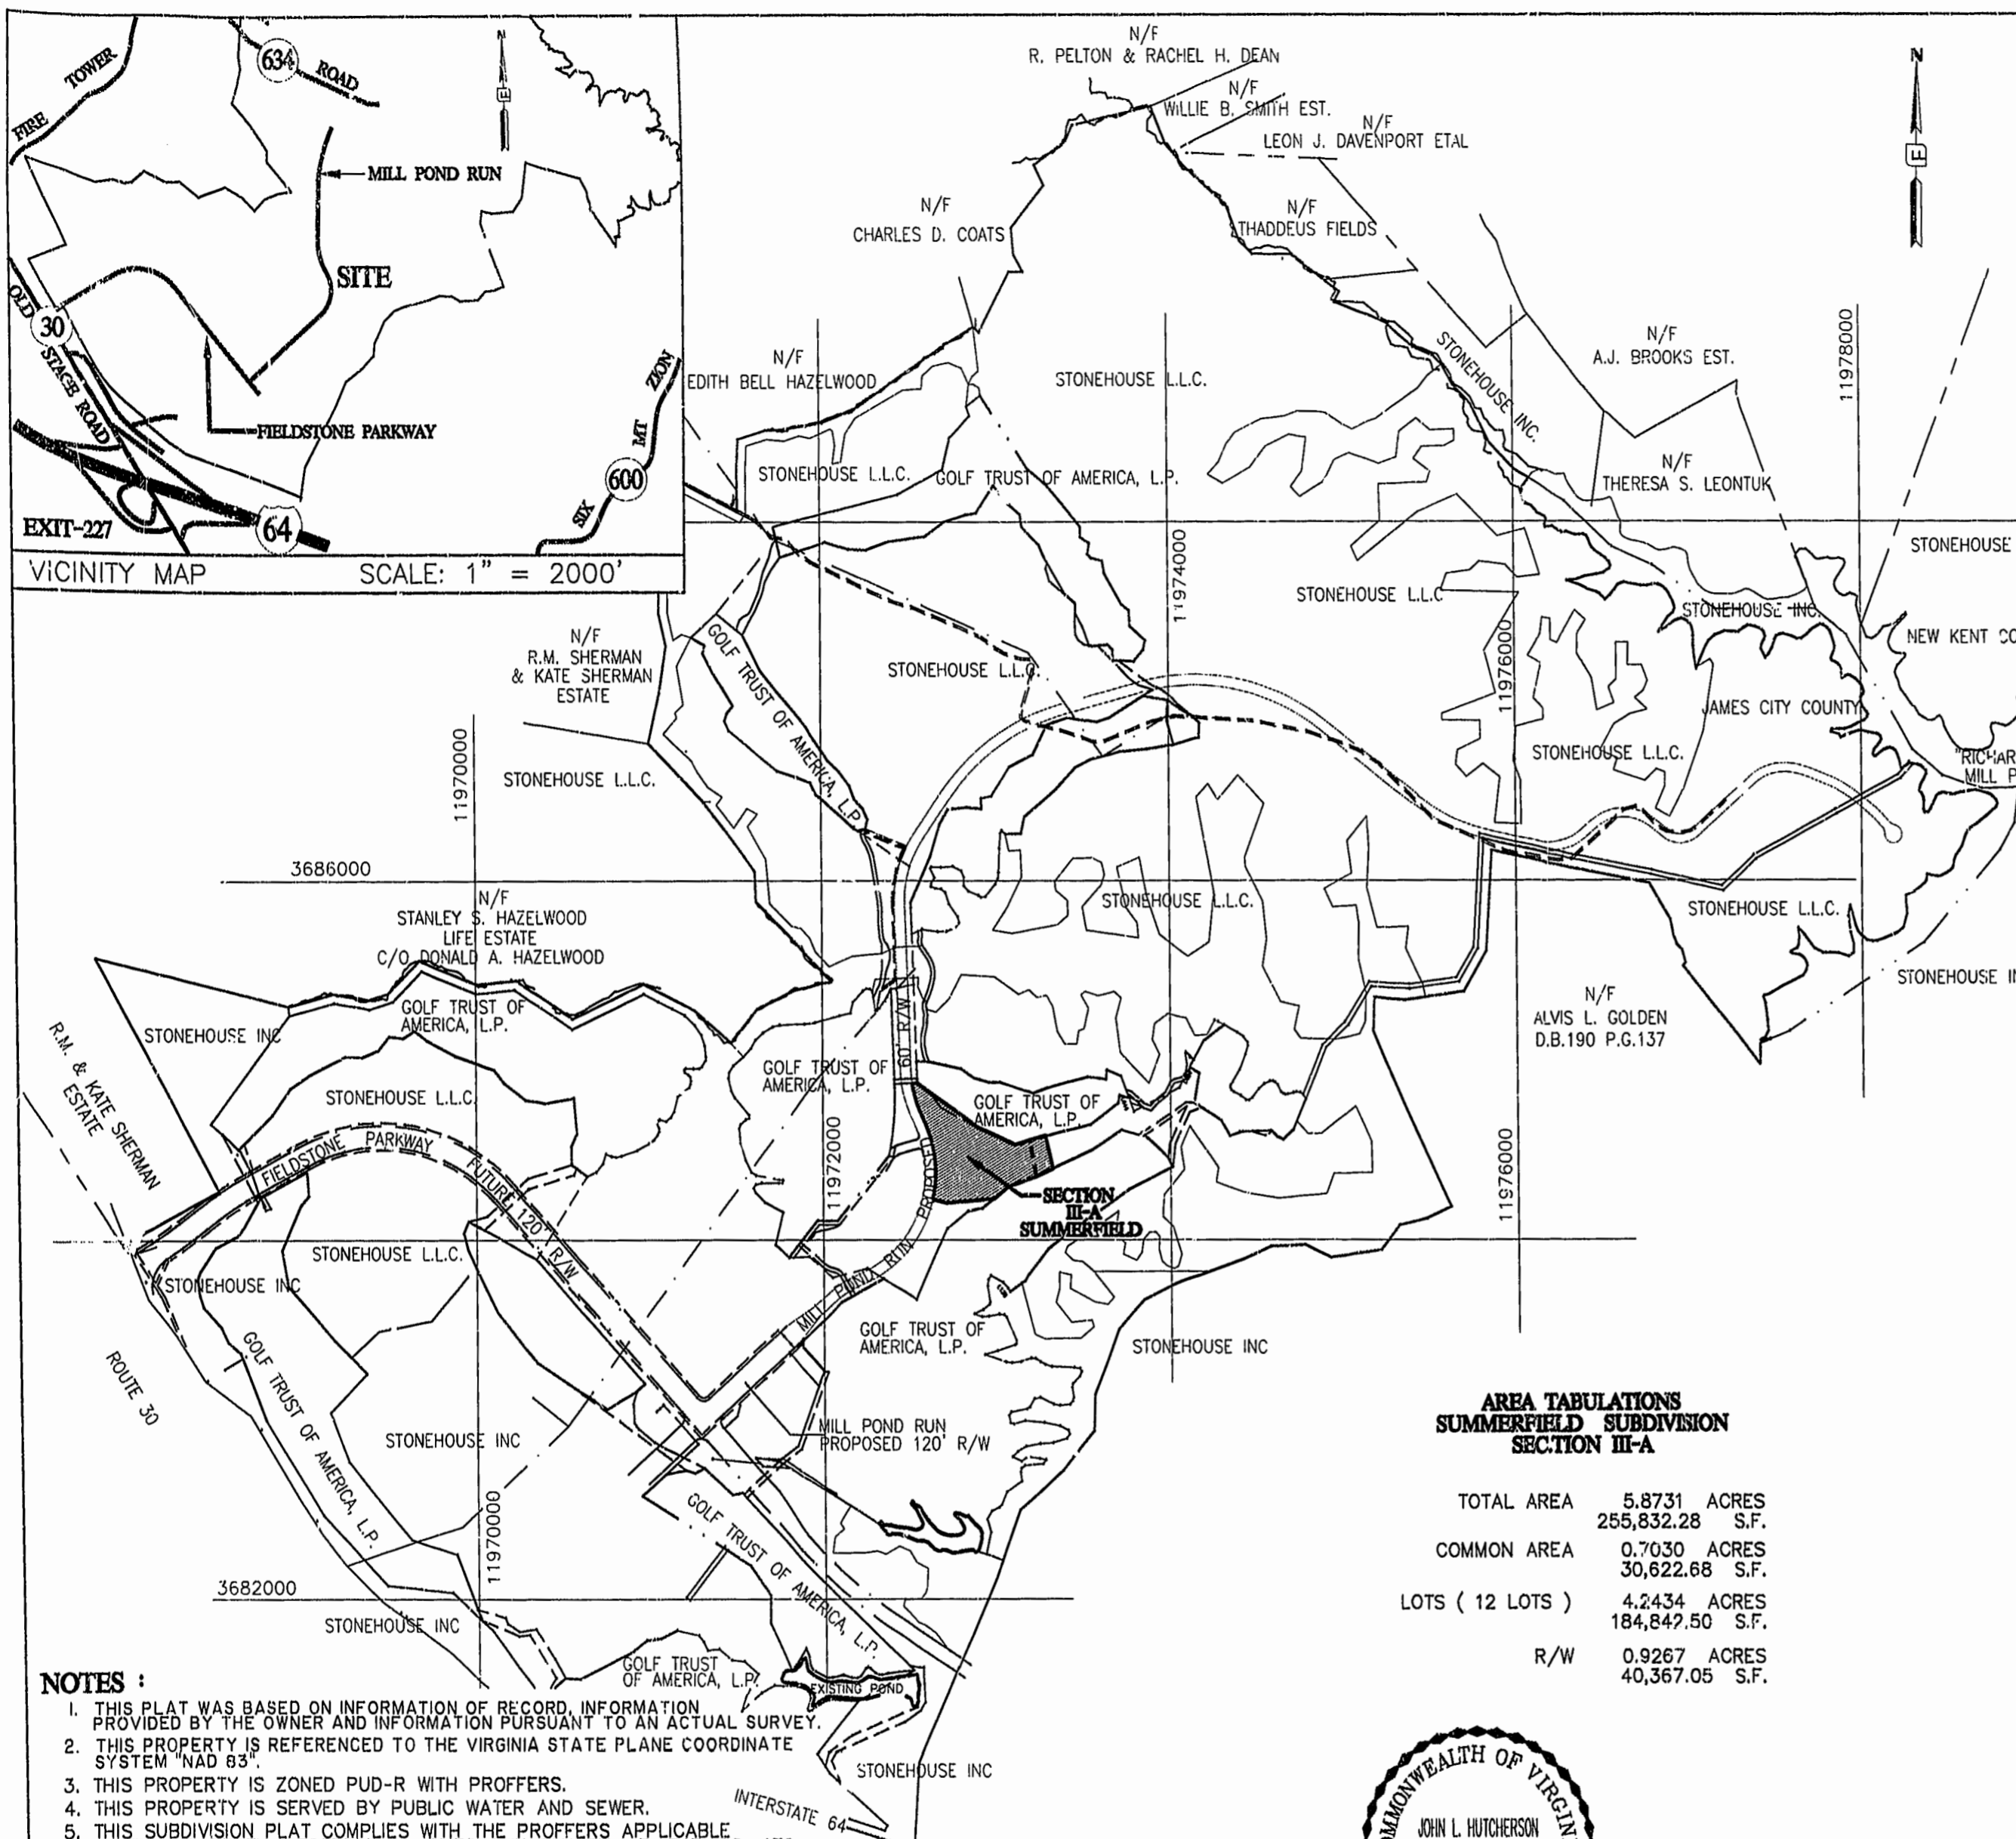 FIRE TOWER
634
ROAD
N
E
MILL POND RUN
SITE
OLD
30
STAGE ROAD
FIELDSTONE PARKWAY
MT ZION
600
SIX
EXIT-227
64
VICINITY MAP SCALE: 1" = 2000'
N/F
R. PELTON & RACHEL H. DEAN
N/F
WILLIE B. SMITH EST.
N/F
LEON J. DAVENPORT ETAL
N
E
N/F
CHARLES D. COATS
N/F
THADDEUS FIELDS
N/F
EDITH BELL HAZELWOOD
STONEHOUSE L.L.C.
STONEHOUSE INC.
N/F
A.J. BROOKS EST.
11978000
STONEHOUSE L.L.C.
GOLF TRUST OF AMERICA, L.P.
N/F
THERESA S. LEONTUK
11974000
STONEHOUSE
STONEHOUSE L.L.C
STONEHOUSE INC.
NEW KENT CO
N/F
R.M. SHERMAN
& KATE SHERMAN
ESTATE
GOLF TRUST OF AMERICA, L.P.
STONEHOUSE L.L.C.
11976000
JAMES CITY COUNTY
STONEHOUSE L.L.C.
"RICHAR
MILL P
11970000
STONEHOUSE L.L.C.
3686000
N/F
STANLEY S. HAZELWOOD
LIFE ESTATE
C/O DONALD A. HAZELWOOD
STONEHOUSE L.L.C.
STONEHOUSE L.L.C.
STONEHOUSE IN
N/F
ALVIS L. GOLDEN
D.B.190 P.G.137
GOLF TRUST OF
AMERICA, L.P.
STONEHOUSE INC
R.M. & KATE SHERMAN
ESTATE
60' R/W
GOLF TRUST OF
AMERICA, L.P.
STONEHOUSE L.L.C.
GOLF TRUST OF
AMERICA, L.P.
FIELDSTONE PARKWAY
FUTURE 120' R/W
11972000
PROPOSED
11976000
SECTION
III-A
SUMMERFIELD
STONEHOUSE L.L.C.
STONEHOUSE INC
MILL POND RUN
GOLF TRUST OF
AMERICA, L.P.
STONEHOUSE INC
ROUTE 30
GOLF TRUST OF AMERICA, L.P.
STONEHOUSE INC
MILL POND RUN
PROPOSED 120' R/W
11970000
GOLF TRUST OF AMERICA, L.P.
3682000
STONEHOUSE INC
GOLF TRUST
OF AMERICA, L.P.
EXISTING POND
STONEHOUSE INC
INTERSTATE 64
AREA TABULATIONS
SUMMERFIELD SUBDIVISION
SECTION III-A
TOTAL AREA 5.8731 ACRES
255,832.28 S.F.
COMMON AREA 0.7030 ACRES
30,622.68 S.F.
LOTS ( 12 LOTS ) 4.2434 ACRES
184,842.50 S.F.
R/W 0.9267 ACRES
40,367.05 S.F.
NOTES :
1. THIS PLAT WAS BASED ON INFORMATION OF RECORD, INFORMATION
PROVIDED BY THE OWNER AND INFORMATION PURSUANT TO AN ACTUAL SURVEY.
2. THIS PROPERTY IS REFERENCED TO THE VIRGINIA STATE PLANE COORDINATE
SYSTEM "NAD 83".
3. THIS PROPERTY IS ZONED PUD-R WITH PROFFERS.
4. THIS PROPERTY IS SERVED BY PUBLIC WATER AND SEWER.
5. THIS SUBDIVISION PLAT COMPLIES WITH THE PROFFERS APPLICABLE
OMMONWEALTH OF VIRGIN
JOHN L. HUTCHERSON